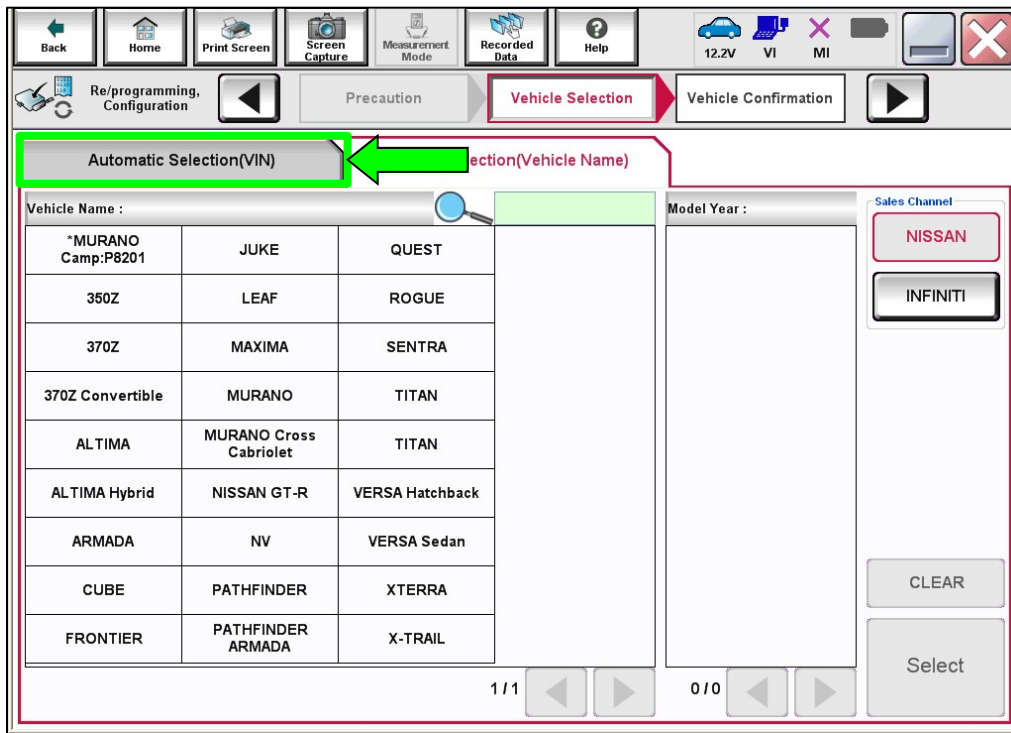 Back
Home
Print Screen
Screen
Capture
Measurement
Mode
Recorded
Data
Help
12.2V
VI
MI
Re/programming,
Configuration
Precaution
Vehicle Selection
Vehicle Confirmation
Automatic Selection(VIN)
ection(Vehicle Name)
Vehicle Name :
Model Year :
Sales Channel
*MURANO
Camp:P8201
JUKE
QUEST
NISSAN
350Z
LEAF
ROGUE
INFINITI
370Z
MAXIMA
SENTRA
370Z Convertible
MURANO
TITAN
ALTIMA
MURANO Cross
Cabriolet
TITAN
ALTIMA Hybrid
NISSAN GT-R
VERSA Hatchback
ARMADA
NV
VERSA Sedan
CUBE
PATHFINDER
XTERRA
CLEAR
FRONTIER
PATHFINDER
ARMADA
X-TRAIL
Select
1/1
0/0